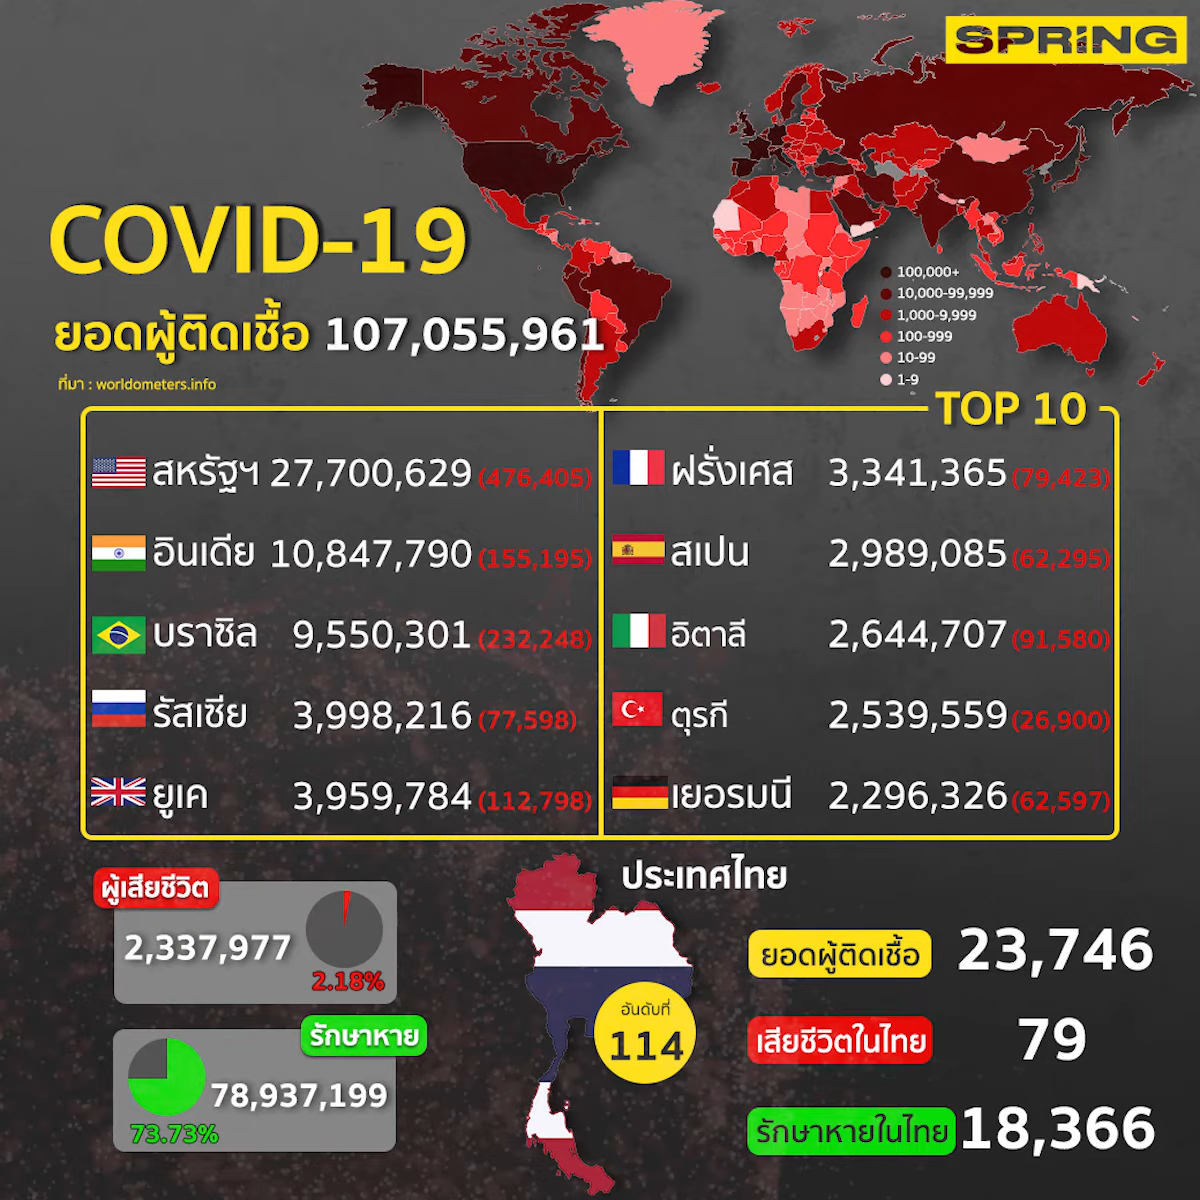 SPRiNG
COVID-19
ยอดผู้ติดเชื้อ 107,055,961
ที่มา : worldometers.info
100,000+
10,000-99,999
1,000-9,999
100-999
10-99
1-9
TOP 10
สหรัฐฯ 27,700,629 (476,405)
อินเดีย 10,847,790 (155,195)
บราซิล 9,550,301 (232,248)
รัสเซีย 3,998,216 (77,598)
ยูเค 3,959,784 (112,798)
ฝรั่งเศส 3,341,365 (79,423)
สเปน 2,989,085 (62,295)
อิตาลี 2,644,707 (91,580)
ตุรกี 2,539,559 (26,900)
เยอรมนี 2,296,326 (62,597)
ผู้เสียชีวิต
2,337,977
2.18%
รักษาหาย
78,937,199
73.73%
ประเทศไทย
อันดับที่
114
ยอดผู้ติดเชื้อ 23,746
เสียชีวิตในไทย 79
รักษาหายในไทย 18,366